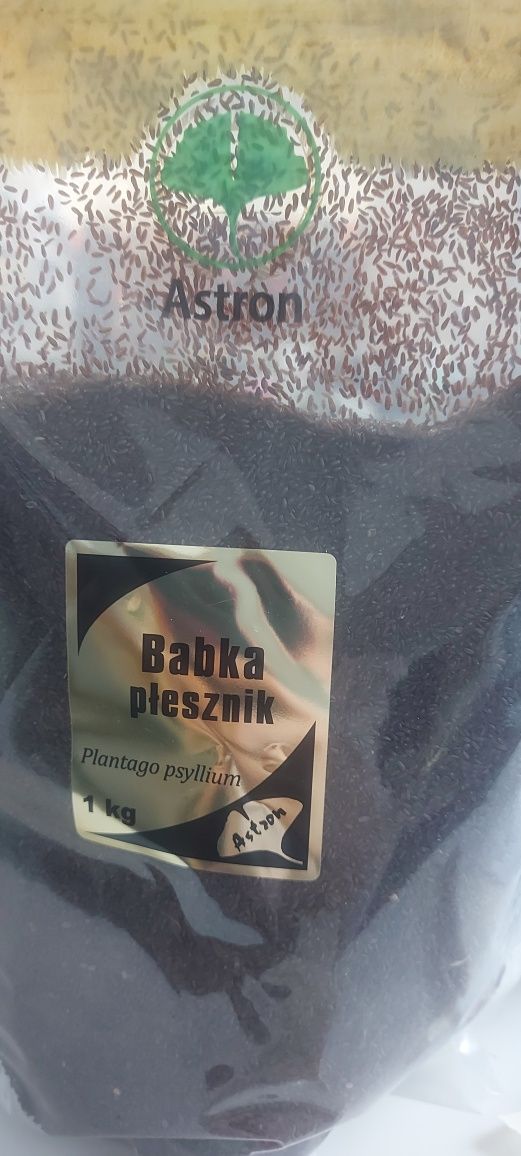 Astron
Babka
płesznik
Plantago psyllium
1 kg
Astron